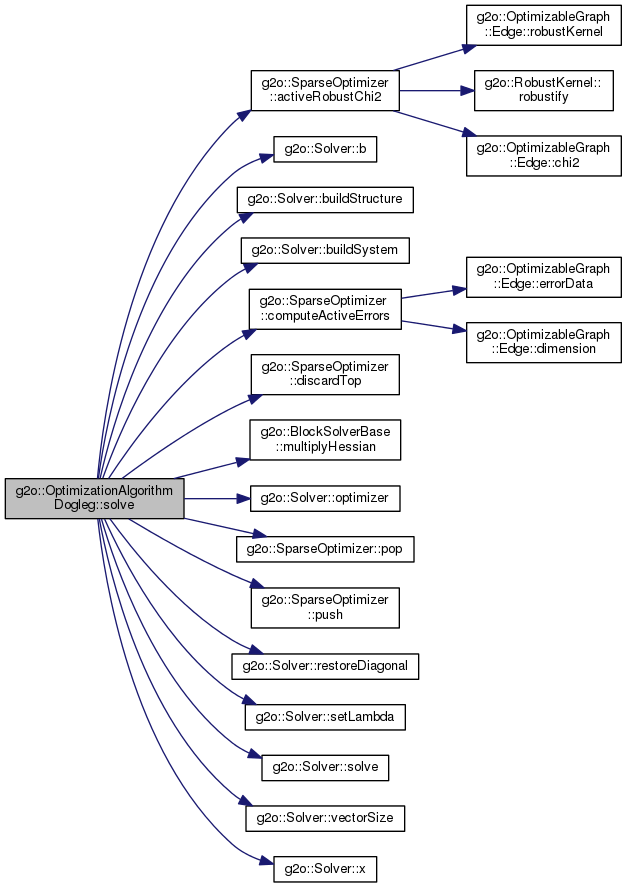 g2o::OptimizationAlgorithm
Dogleg::solve
g2o::SparseOptimizer
::activeRobustChi2
g2o::OptimizableGraph
::Edge::robustKernel
g2o::RobustKernel::
robustify
g2o::OptimizableGraph
::Edge::chi2
g2o::Solver::b
g2o::Solver::buildStructure
g2o::Solver::buildSystem
g2o::SparseOptimizer
::computeActiveErrors
g2o::OptimizableGraph
::Edge::errorData
g2o::OptimizableGraph
::Edge::dimension
g2o::SparseOptimizer
::discardTop
g2o::BlockSolverBase
::multiplyHessian
g2o::Solver::optimizer
g2o::SparseOptimizer::pop
g2o::SparseOptimizer
::push
g2o::Solver::restoreDiagonal
g2o::Solver::setLambda
g2o::Solver::solve
g2o::Solver::vectorSize
g2o::Solver::x